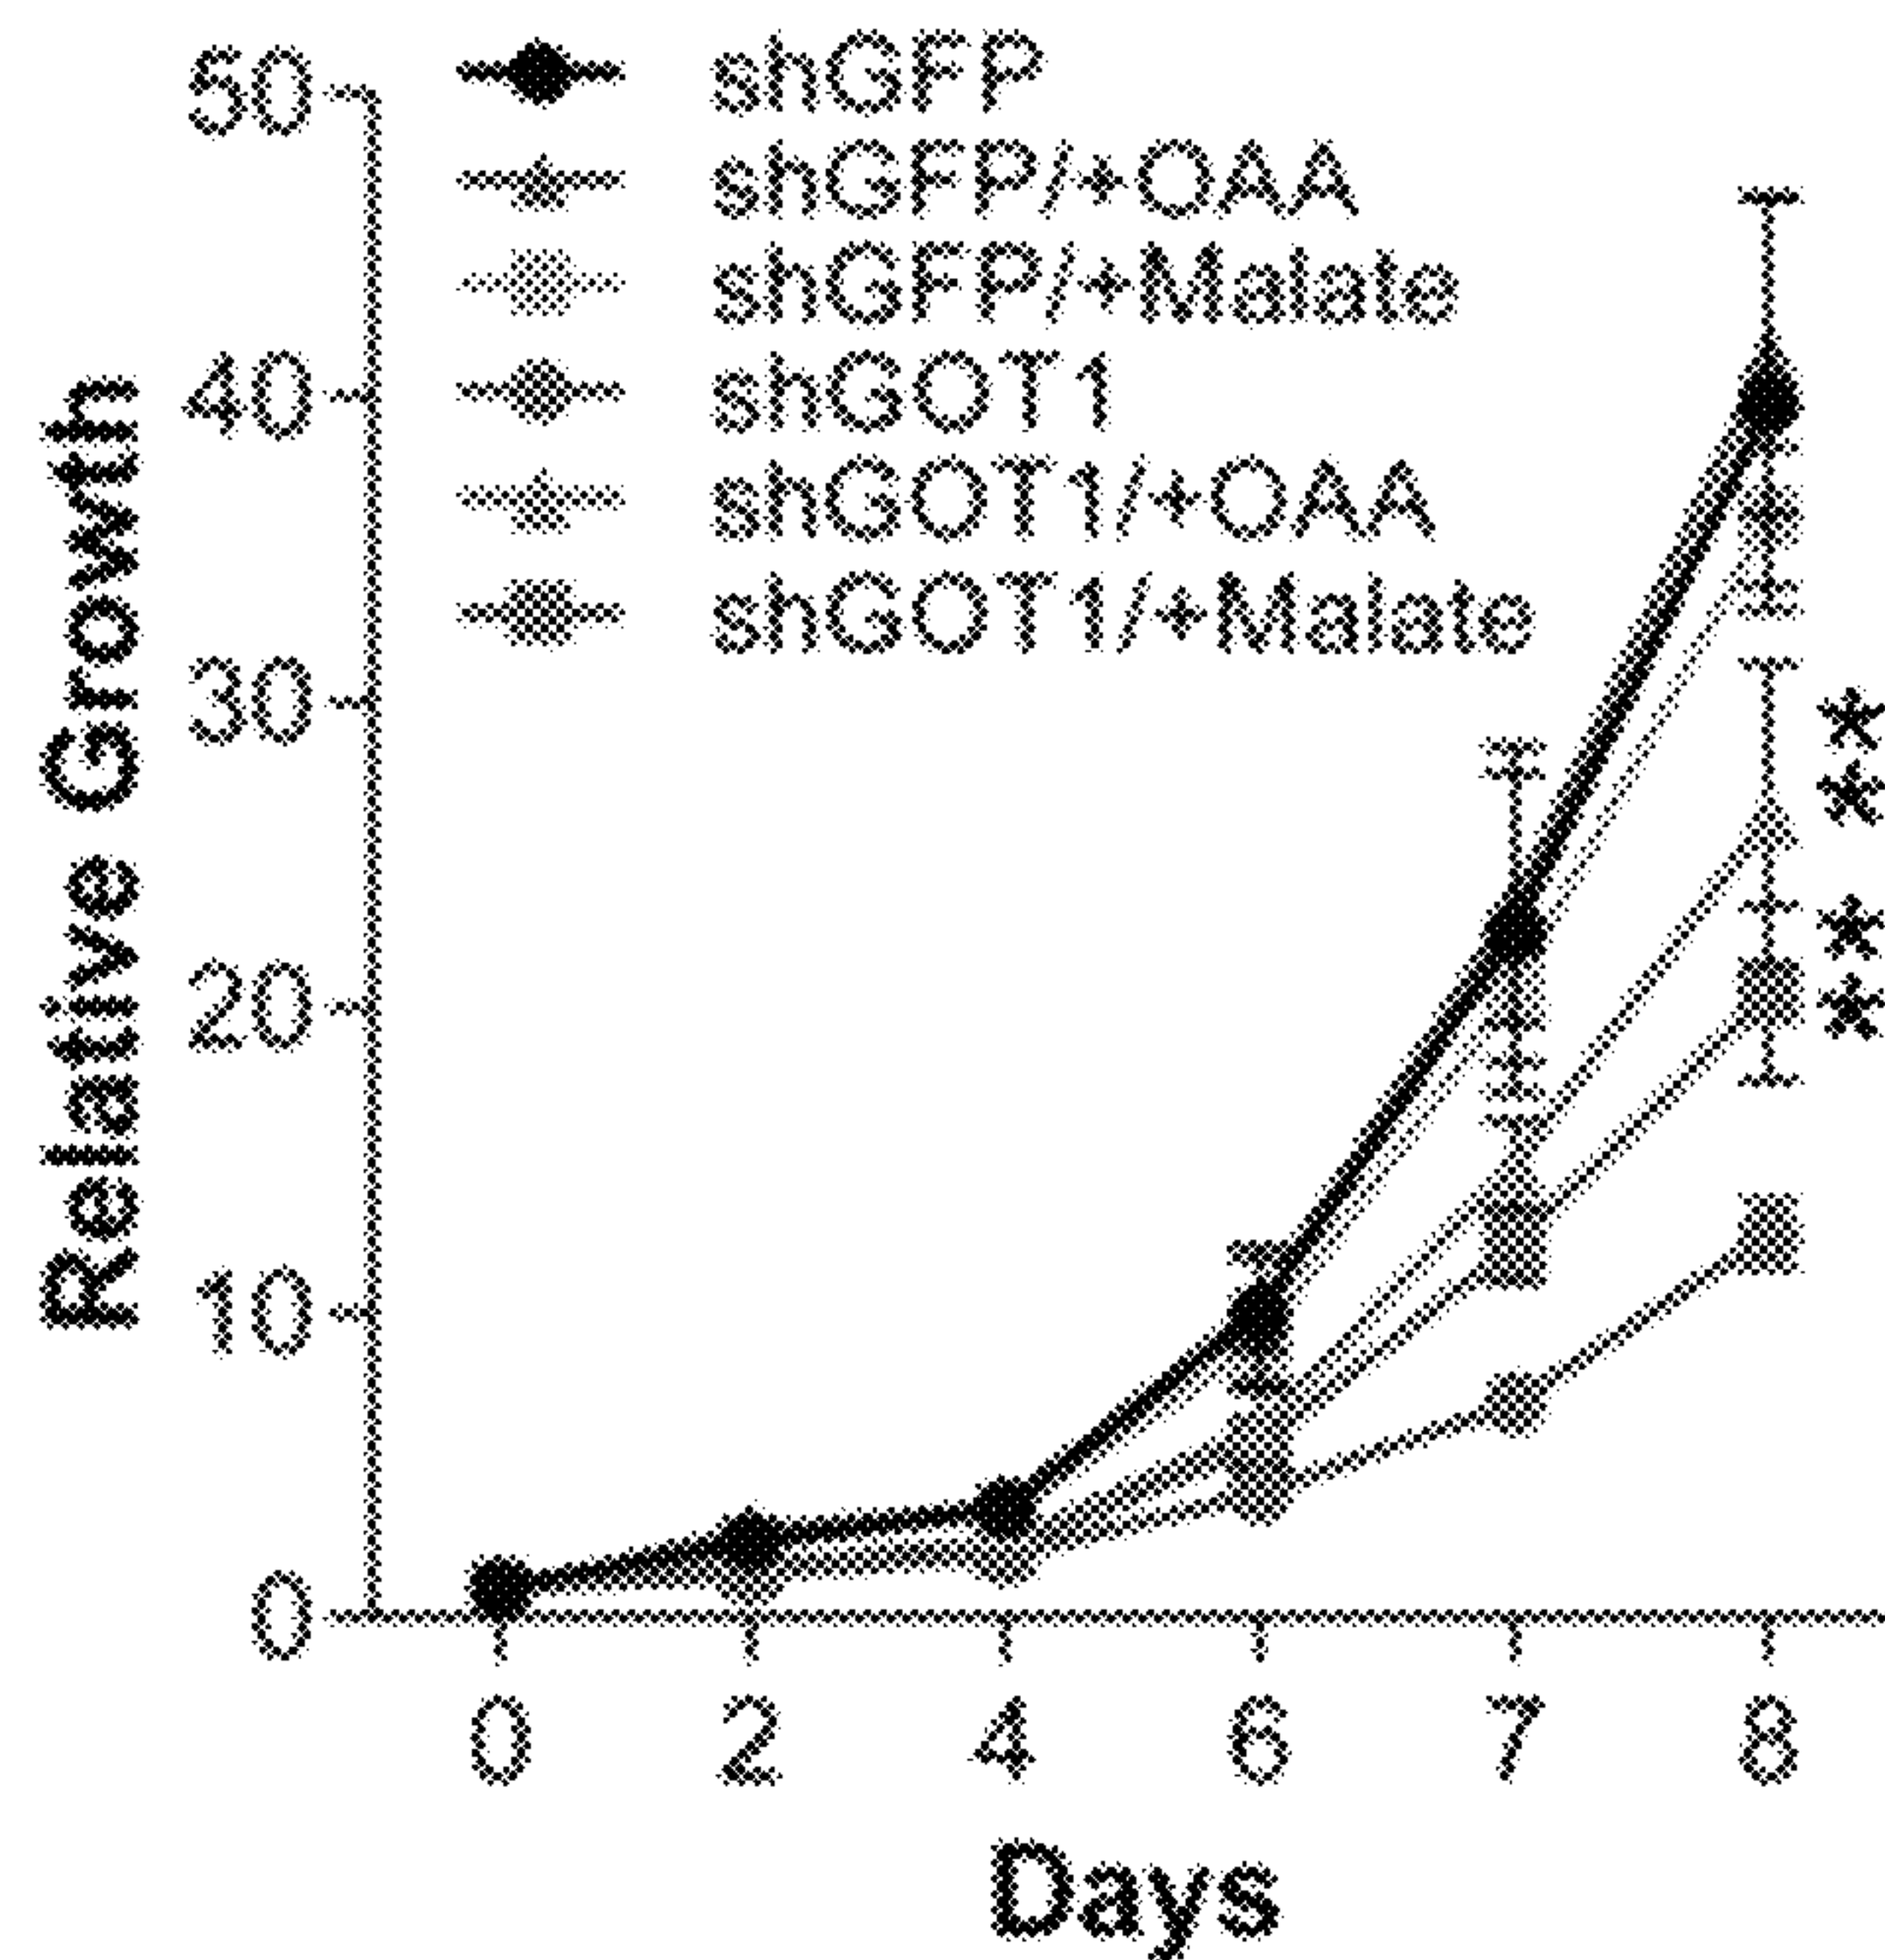 50
40
30
20
10
0
Relative Growth
shGFP
shGFP/+OAA
shGFP/+Malate
shGOT1
shGOT1/+OAA
shGOT1/+Malate
**
**
0 2 4 6 7 8
Days